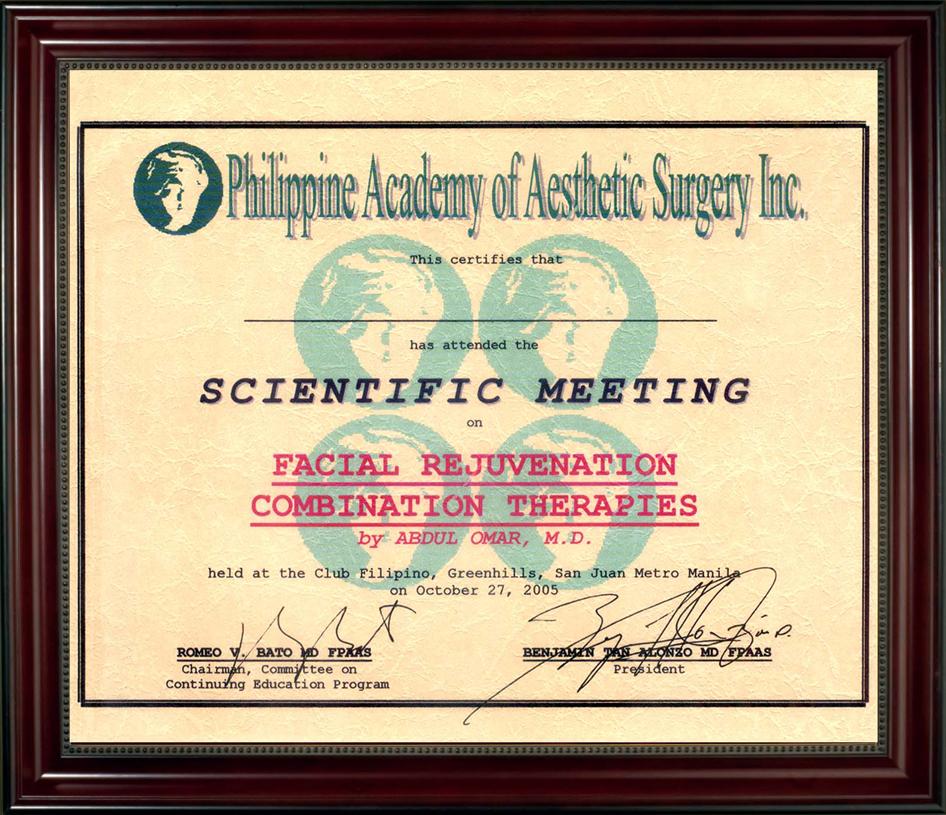 Philippine Academy of Aesthetic Surgery Inc.
This certifies that
has attended the
SCIENTIFIC MEETING
on
FACIAL REJUVENATION
COMBINATION THERAPIES
by ABDUL OMAR, M.D.
held at the Club Filipino, Greenhills, San Juan Metro Manila
on October 27, 2005
ROMEO V. BATO MD FPAAS
Chairman, Committee on
Continuing Education Program
BENJAMIN TAN ALONZO MD FPAAS
President